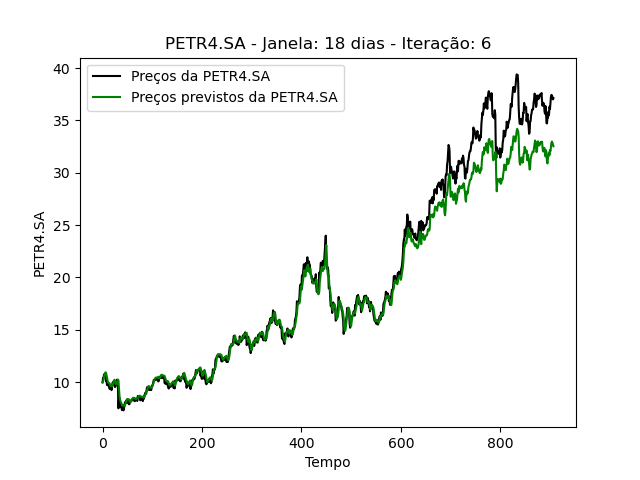 PETR4.SA - Janela: 18 dias - Iteração: 6
Preços da PETR4.SA
Preços previstos da PETR4.SA
PETR4.SA
40
35
30
25
20
15
10
0 200 400 600 800
Tempo